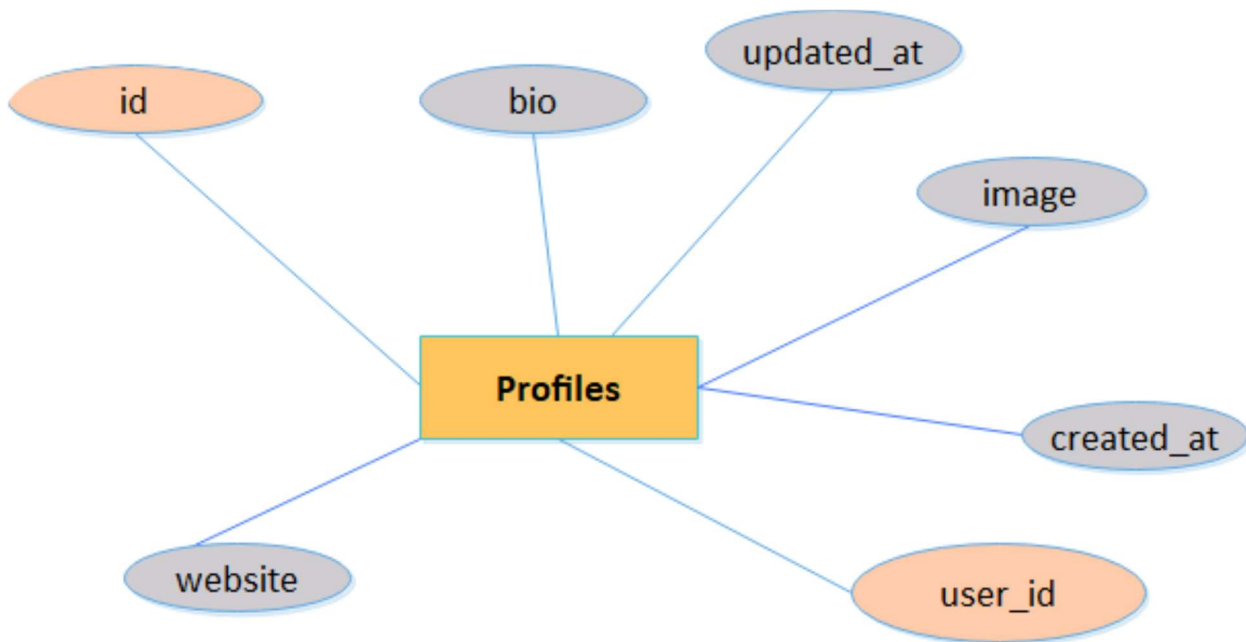 updated_at
id
bio
image
Profiles
created_at
website
user_id